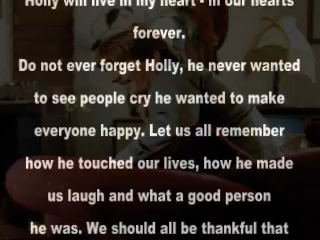 Holly will live in my heart - in our hearts
forever.
Do not ever forget Holly, he never wanted
to see people cry he wanted to make
everyone happy. Let us all remember
how he touched our lives, how he made
us laugh and what a good person
he was. We should all be thankful that